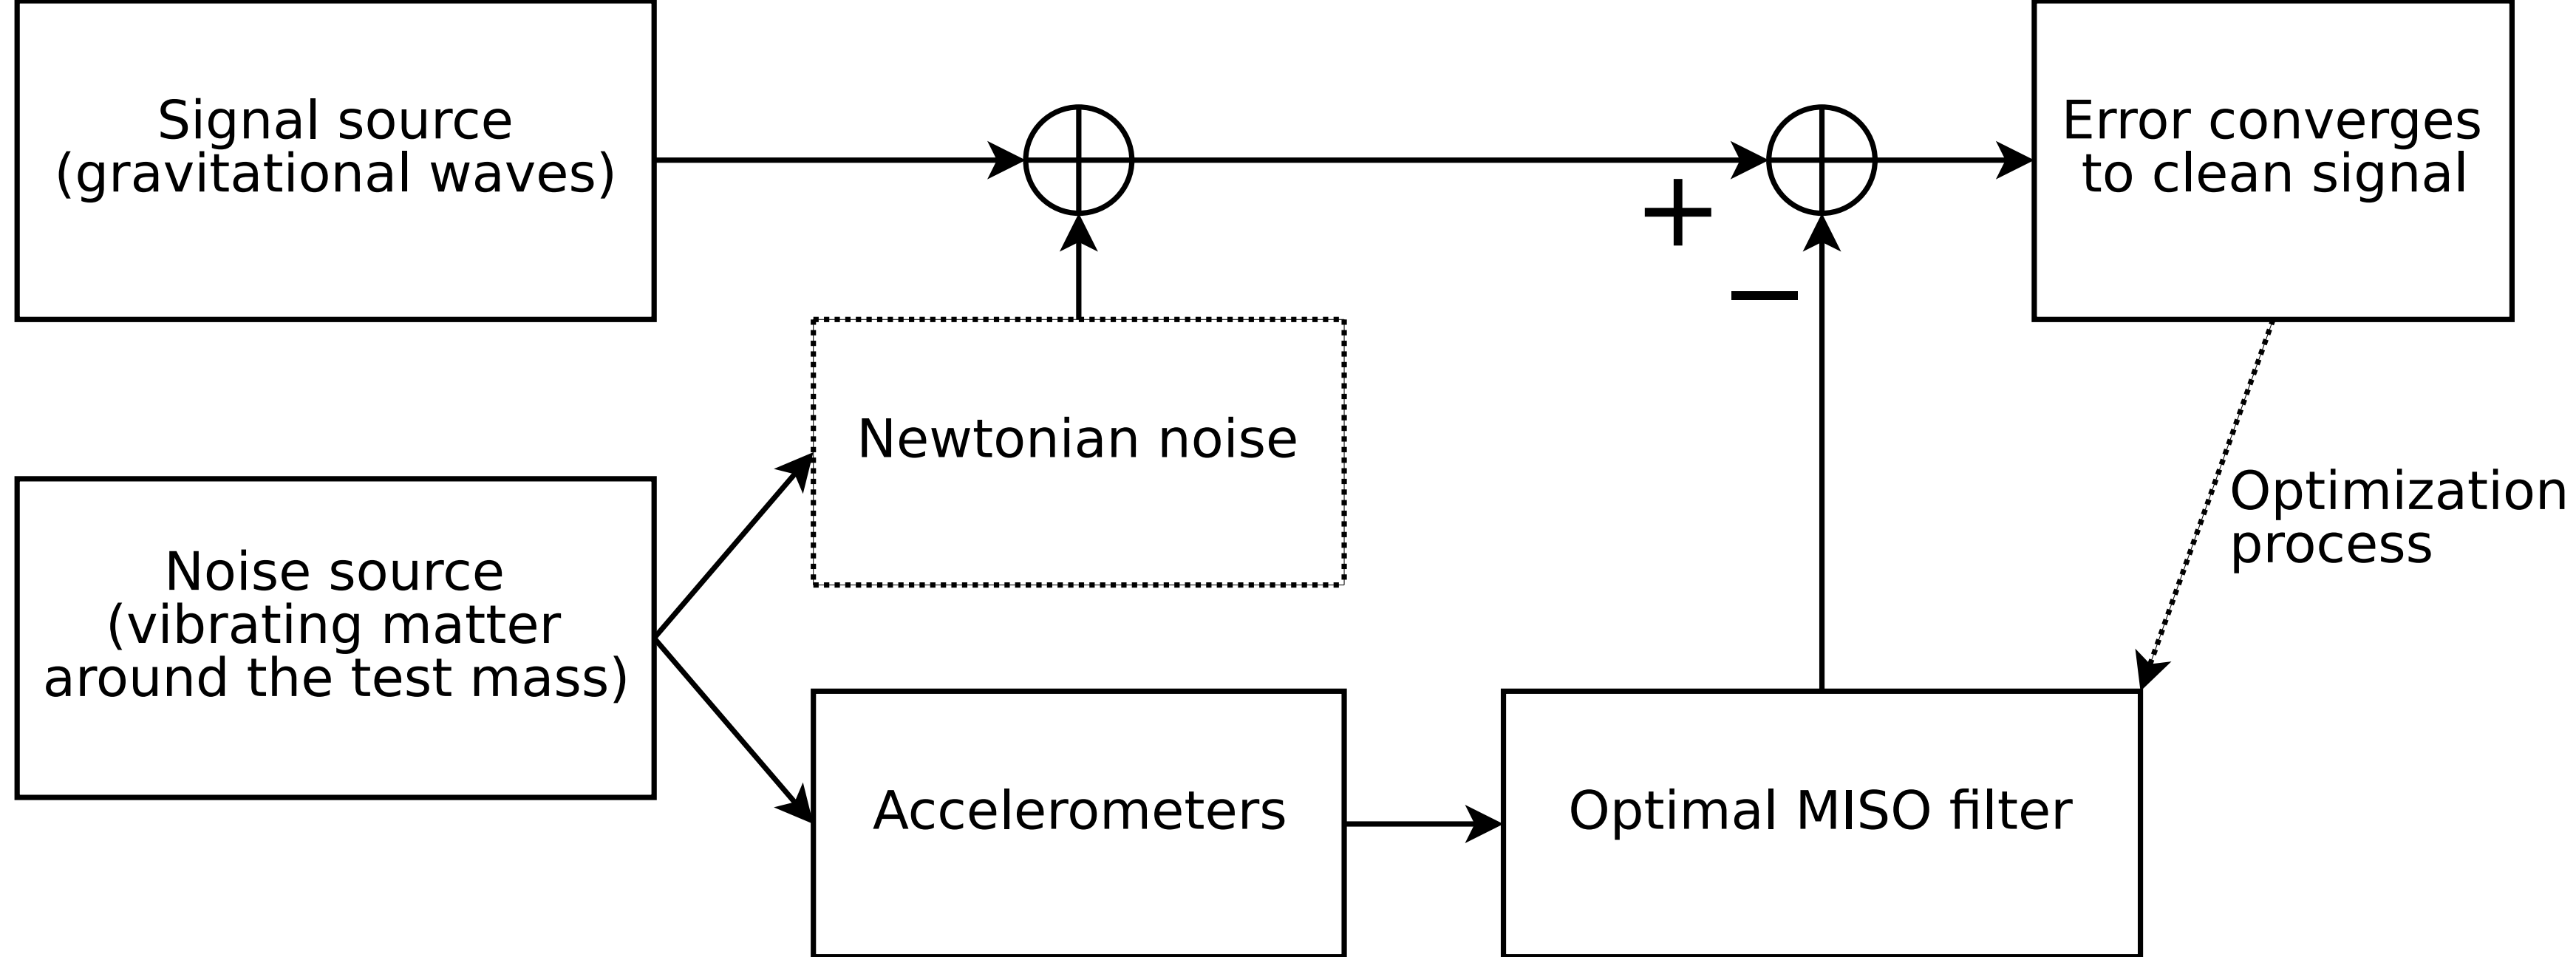 Signal source
(gravitational waves)
Error converges
to clean signal
+
−
Newtonian noise
Optimization
process
Noise source
(vibrating matter
around the test mass)
Accelerometers
Optimal MISO filter